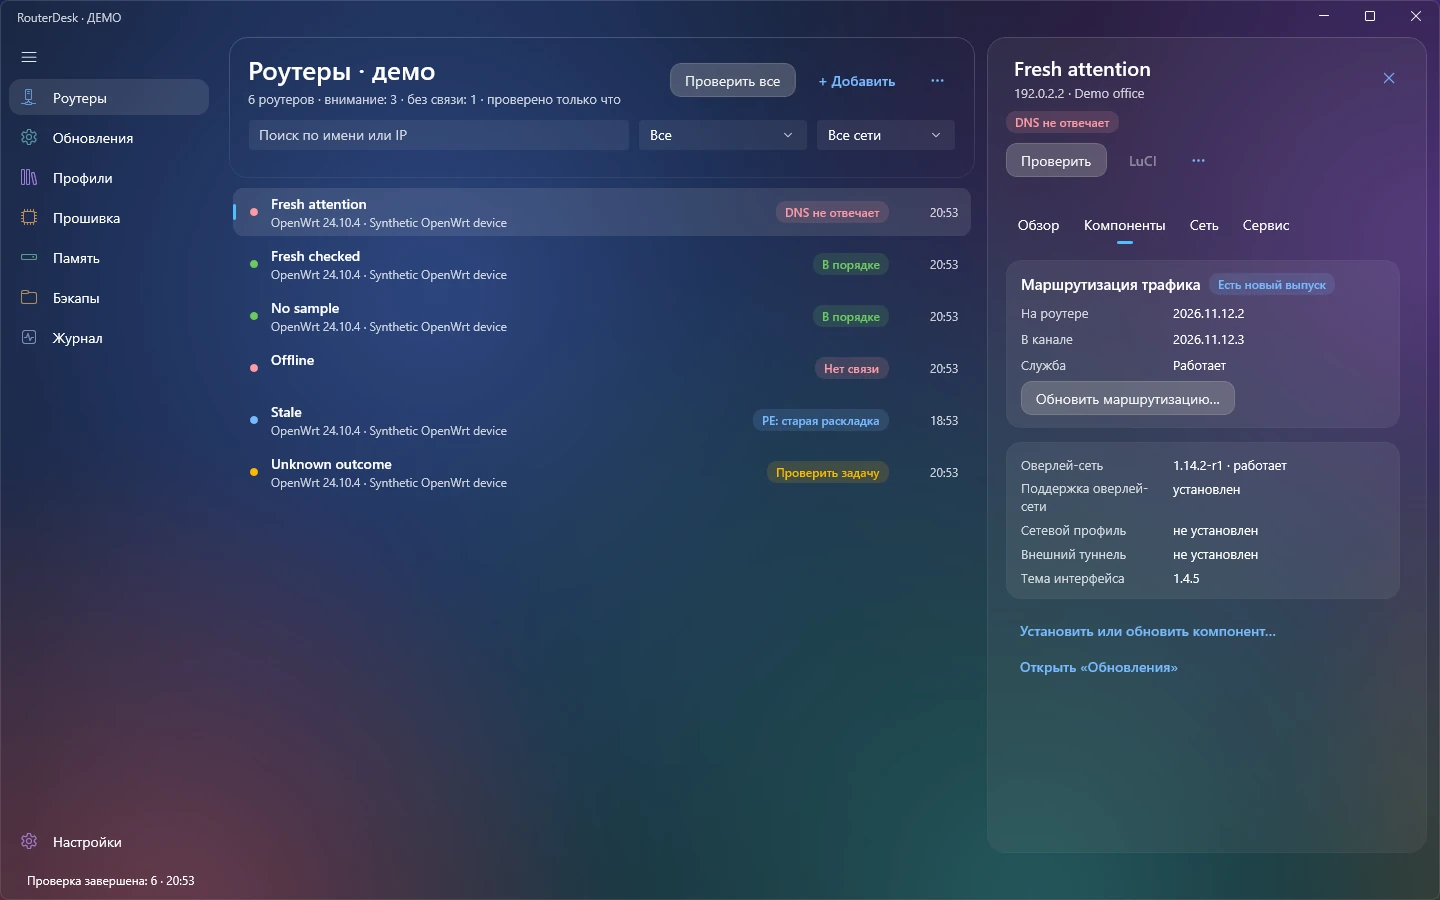 RouterDesk · ДЕМО
Роутеры
Обновления
Профили
Прошивка
Память
Бэкапы
Журнал
Настройки
Проверка завершена: 6 · 20:53
Роутеры · демо
6 роутеров · внимание: 3 · без связи: 1 · проверено только что
Проверить все
+ Добавить
Поиск по имени или IP
Все
Все сети
Fresh attention
OpenWrt 24.10.4 · Synthetic OpenWrt device
DNS не отвечает
20:53
Fresh checked
OpenWrt 24.10.4 · Synthetic OpenWrt device
В порядке
20:53
No sample
OpenWrt 24.10.4 · Synthetic OpenWrt device
В порядке
20:53
Offline
Нет связи
20:53
Stale
OpenWrt 24.10.4 · Synthetic OpenWrt device
PE: старая раскладка
18:53
Unknown outcome
OpenWrt 24.10.4 · Synthetic OpenWrt device
Проверить задачу
20:53
Fresh attention
192.0.2.2 · Demo office
DNS не отвечает
Проверить
LuCI
Обзор
Компоненты
Сеть
Сервис
Маршрутизация трафика
Есть новый выпуск
На роутере 2026.11.12.2
В канале 2026.11.12.3
Служба Работает
Обновить маршрутизацию...
Оверлей-сеть 1.14.2-r1 · работает
Поддержка оверлей- установлен
сети
Сетевой профиль не установлен
Внешний туннель не установлен
Тема интерфейса 1.4.5
Установить или обновить компонент...
Открыть «Обновления»